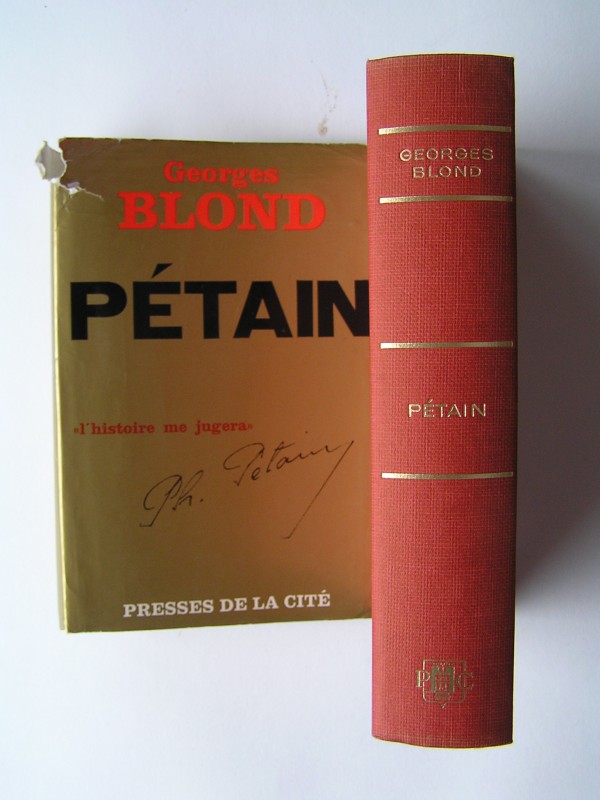 Georges
BLOND
PÉTAIN
«l'histoire me jugera»
Ph. Pétain
PRESSES DE LA CITÉ
GEORGES
BLOND
PÉTAIN
P C